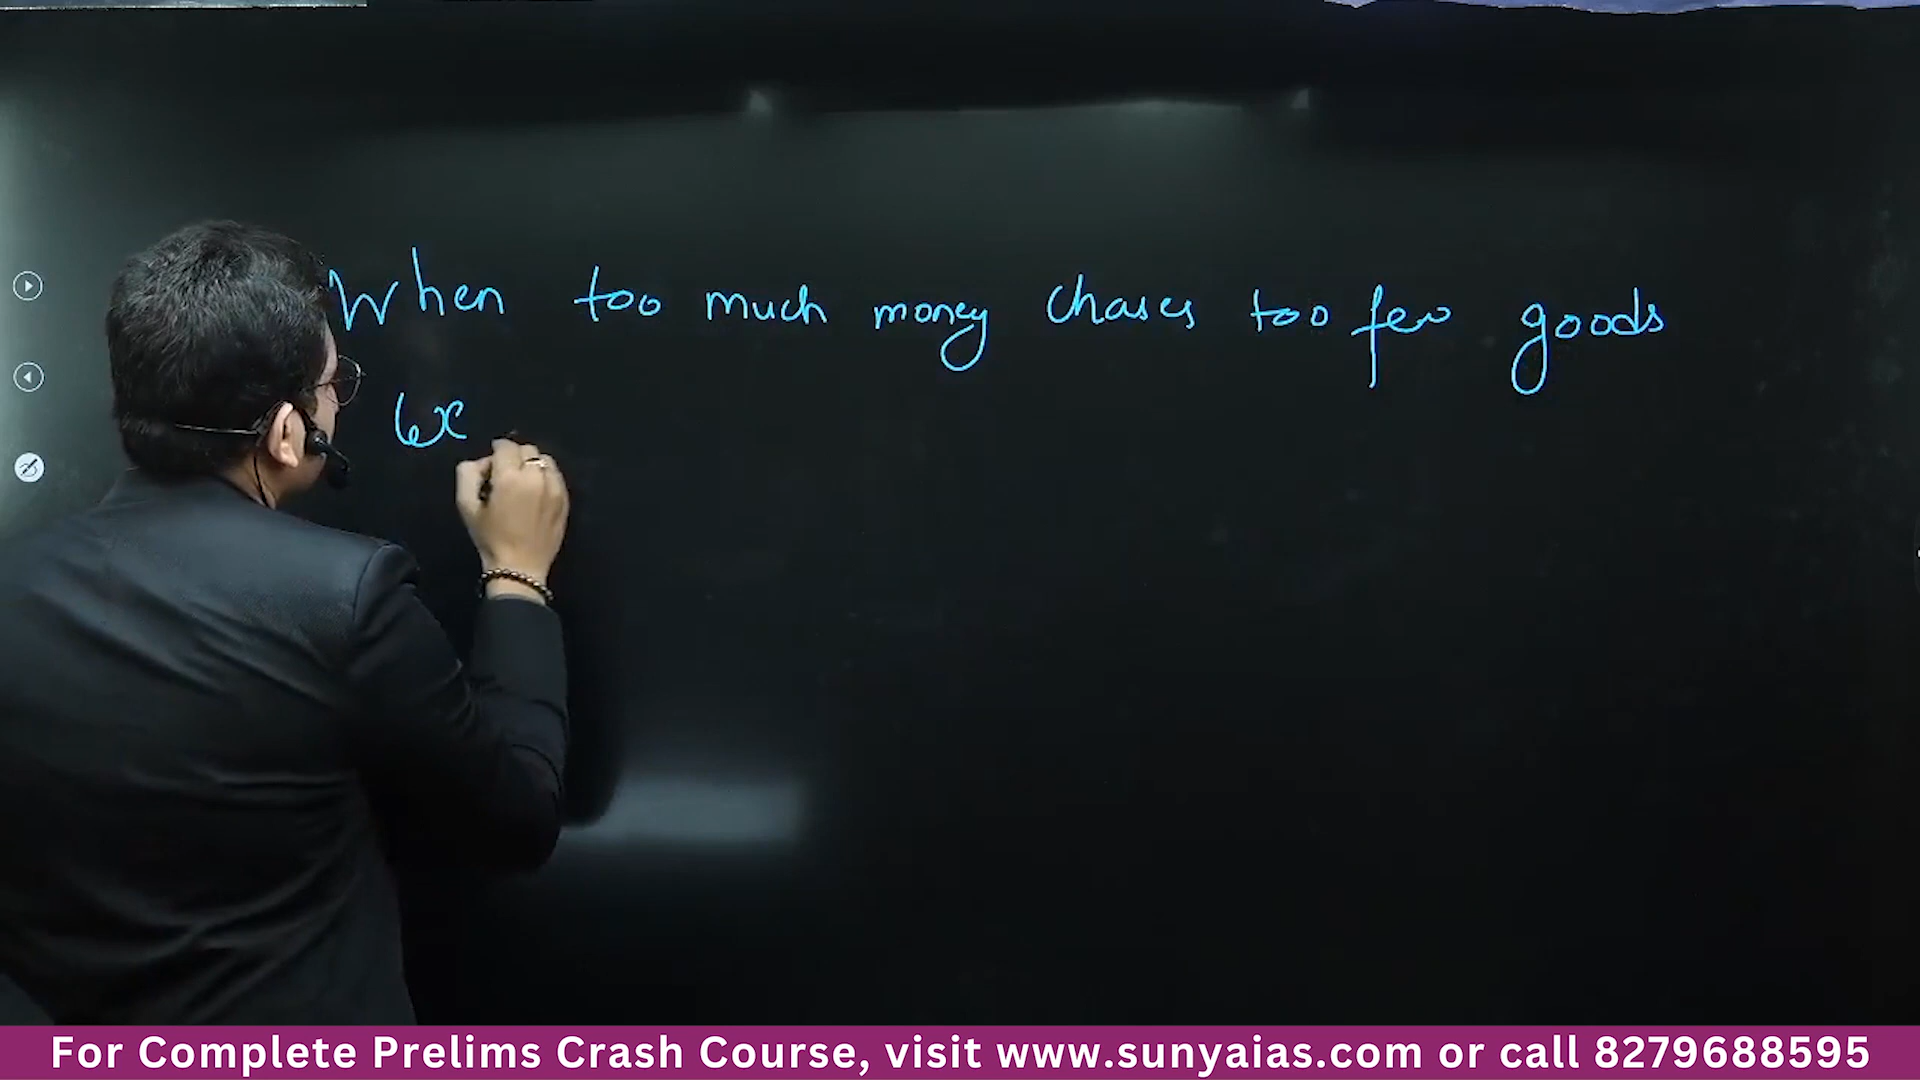 When too much money chases too few goods
ex
For Complete Prelims Crash Course, visit www.sunyaias.com or call 8279688595